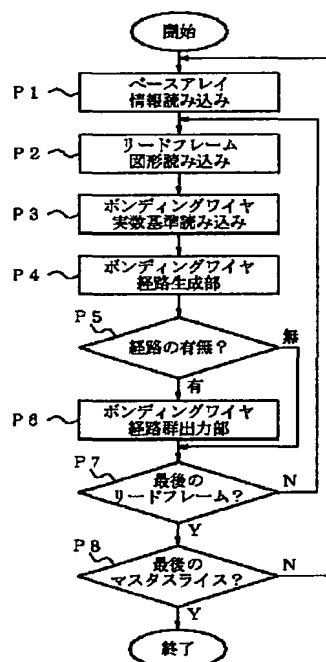 開始
P1
ベースアレイ
情報読み込み
P2
リードフレーム
図形読み込み
P3
ボンディングワイヤ
実数基準読み込み
P4
ボンディングワイヤ
経路生成部
P5
経路の有無?
無
有
P6
ボンディングワイヤ
経路群出力部
P7
最後の
リードフレーム?
N
Y
P8
最後の
マスタスライス?
N
Y
終了